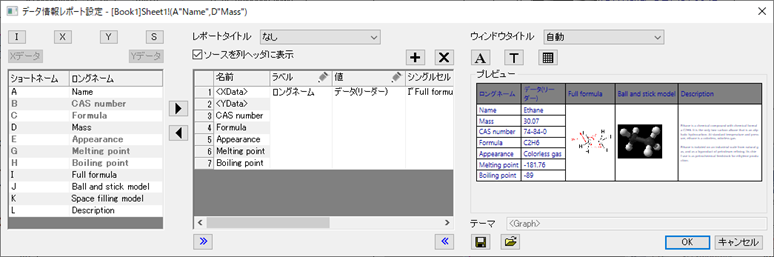 データ情報レポート設定 - [Book1]Sheet1!(A"Name",D"Mass")
I X Y S
Xデータ Yデータ
ショートネーム ロングネーム
A Name
B CAS number
C Formula
D Mass
E Appearance
F Melting point
H Boiling point
I Full formula
J Ball and stick model
K Space filling model
L Description
レポートタイトル なし
ソースを列ヘッダに表示
名前 ラベル 値 シングルセル
1 <XData> ロングネーム データ(リーダー) I"Full formu
2 <YData>
3 CAS number
4 Formula
5 Appearance
6 Melting point
7 Boiling point
ウィンドウタイトル 自動
A T
プレビュー
ロングネーム データ(リーダー) Full formula Ball and stick model Description
Name Ethane
Mass 30.07
CAS number 74-84-0
Formula C2H6
Appearance Colorless gas
Melting point -181.76
Boiling point -89
テーマ <Graph>
OK キャンセル